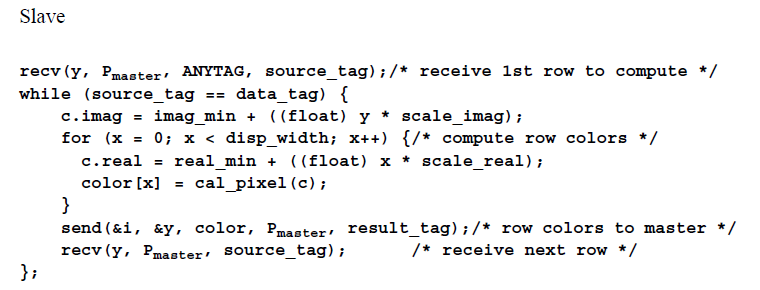 Slave
recv(y, Pmaster, ANYTAG, source_tag);/* receive 1st row to compute */
while (source_tag == data_tag) {
    c.imag = imag_min + ((float) y * scale_imag);
    for (x = 0; x < disp_width; x++) {/* compute row colors */
      c.real = real_min + ((float) x * scale_real);
      color[x] = cal_pixel(c);
    }
    send(&i, &y, color, Pmaster, result_tag);/* row colors to master */
    recv(y, Pmaster, source_tag);      /* receive next row */
};